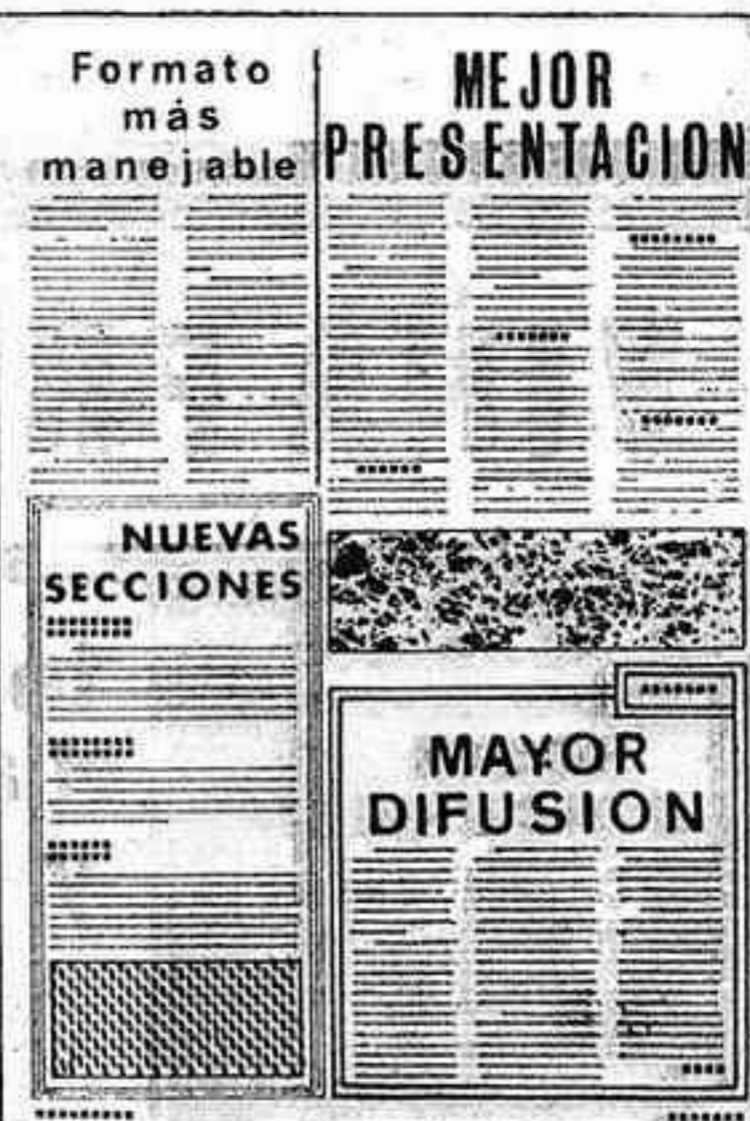 Formato
más
manejable
MEJOR
PRESENTACION
NUEVAS
SECCIONES
MAYOR
DIFUSION